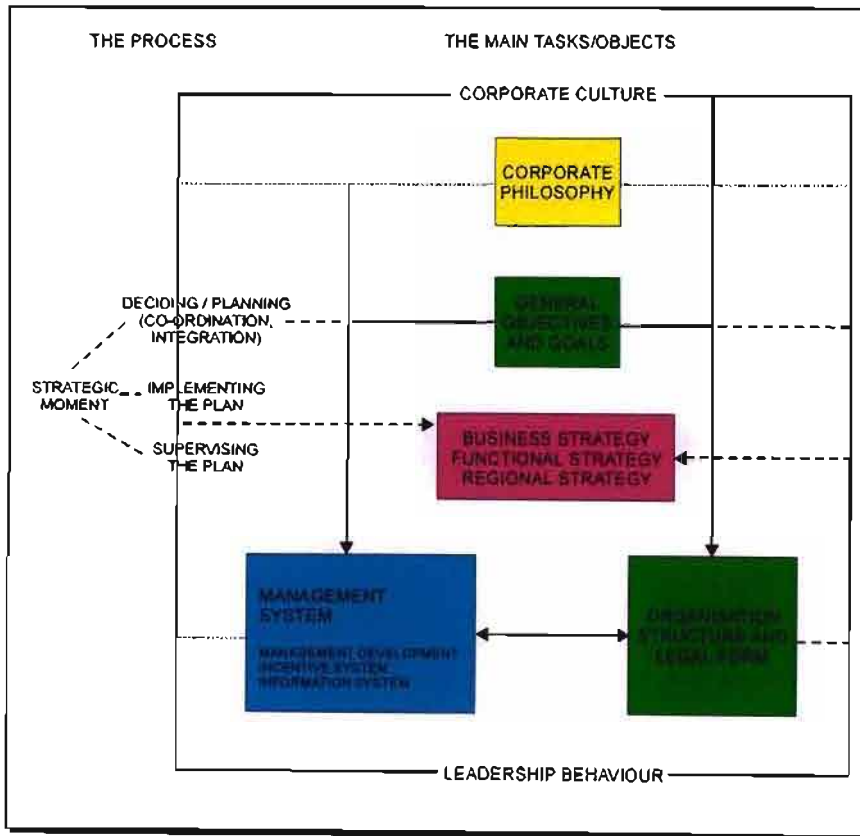 THE PROCESS
THE MAIN TASKS/OBJECTS
CORPORATE CULTURE
CORPORATE
PHILOSOPHY
DECIDING / PLANNING
(CO-ORDINATION,
INTEGRATION)
GENERAL
OBJECTIVES
AND GOALS
STRATEGIC
MOMENT
IMPLEMENTING
THE PLAN
SUPERVISING
THE PLAN
BUSINESS STRATEGY
FUNCTIONAL STRATEGY
REGIONAL STRATEGY
MANAGEMENT
SYSTEM
MANAGEMENT DEVELOPMENT
INCENTIVE SYSTEM
INFORMATION SYSTEM
ORGANISATION
STRUCTURE AND
LEGAL FORM
LEADERSHIP BEHAVIOUR